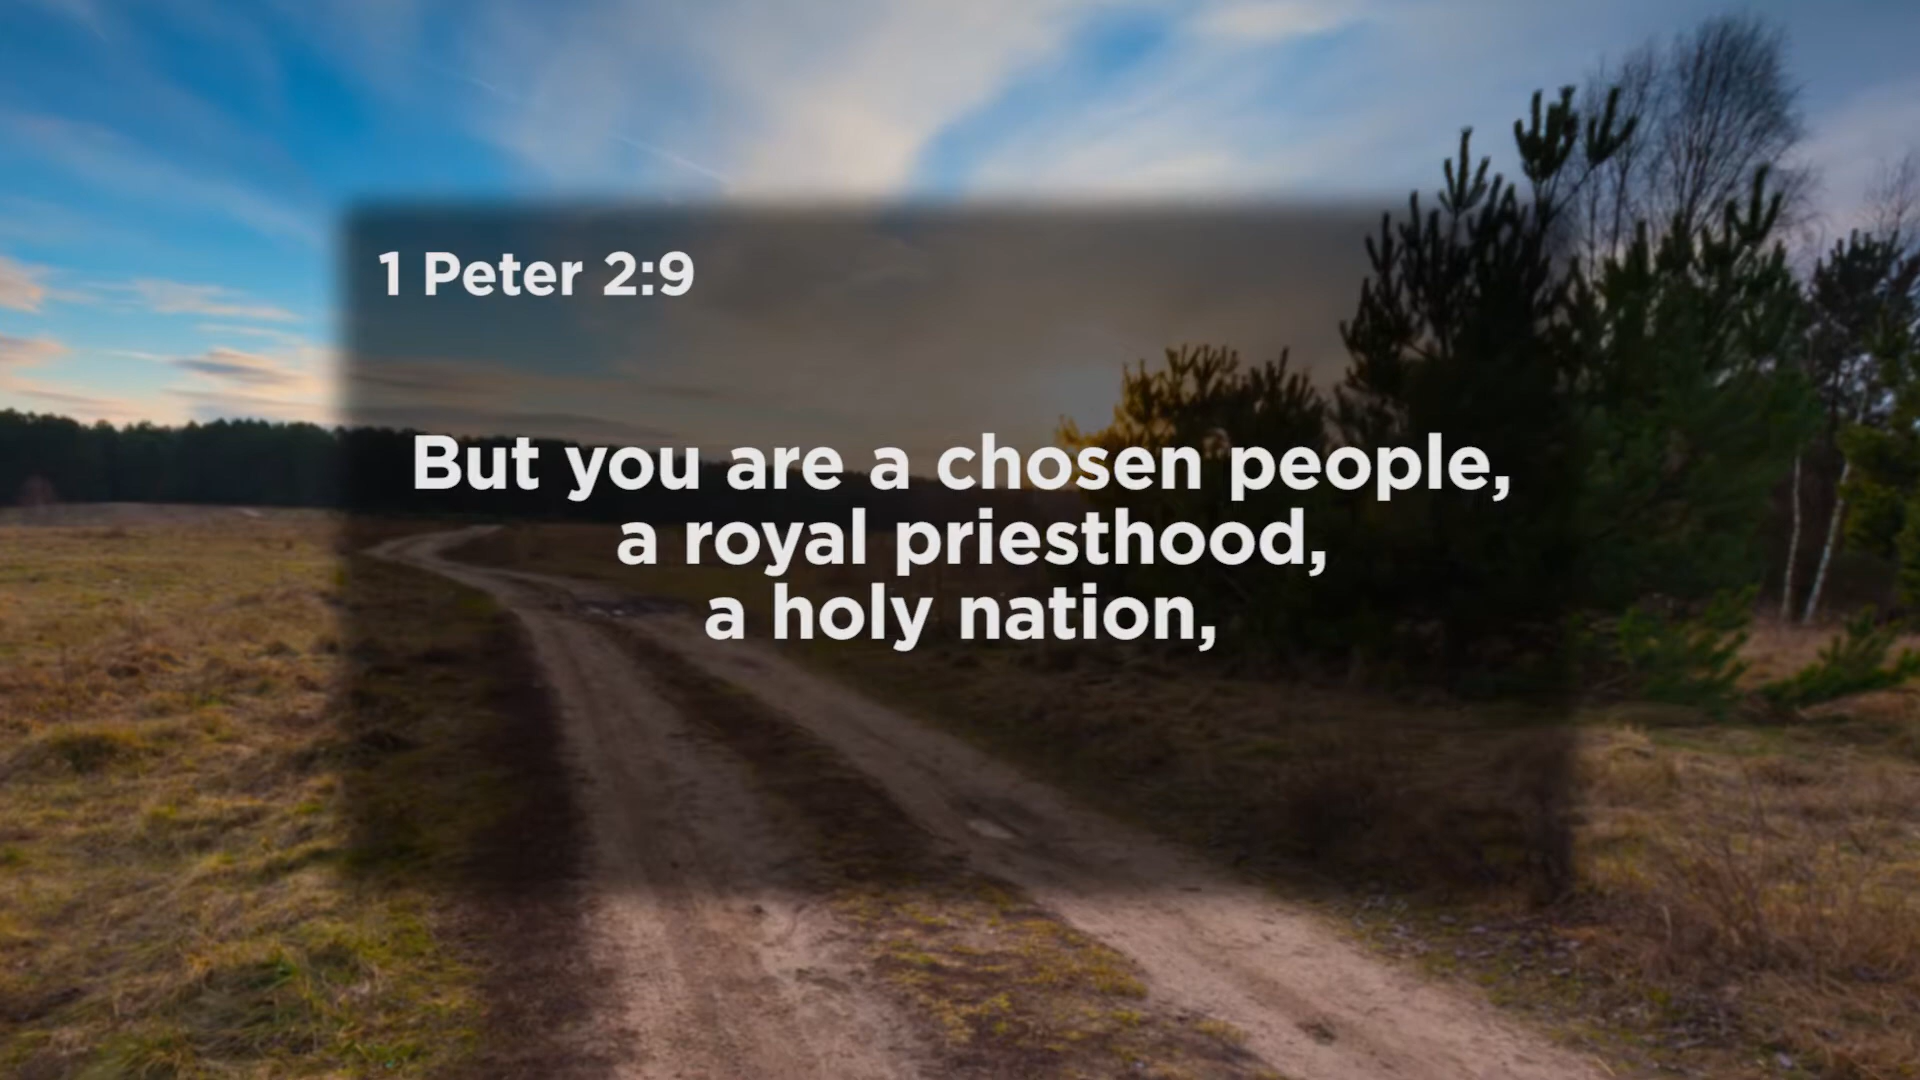 1 Peter 2:9
But you are a chosen people,
a royal priesthood,
a holy nation,